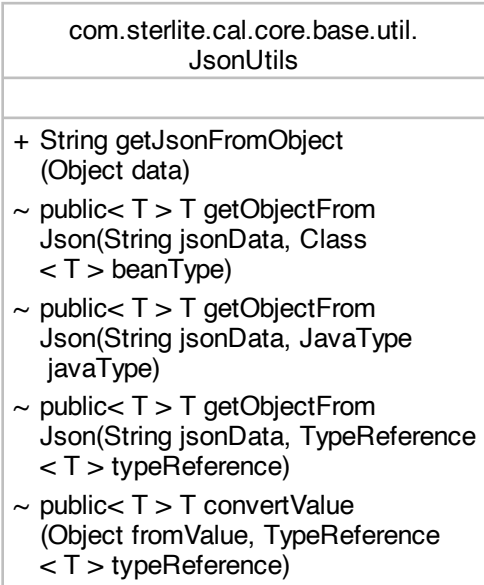 com.sterlite.cal.core.base.util.
JsonUtils
+ String getJsonFromObject
(Object data)
~ public< T > T getObjectFrom
Json(String jsonData, Class
< T > beanType)
~ public< T > T getObjectFrom
Json(String jsonData, JavaType
javaType)
~ public< T > T getObjectFrom
Json(String jsonData, TypeReference
< T > typeReference)
~ public< T > T convertValue
(Object fromValue, TypeReference
< T > typeReference)